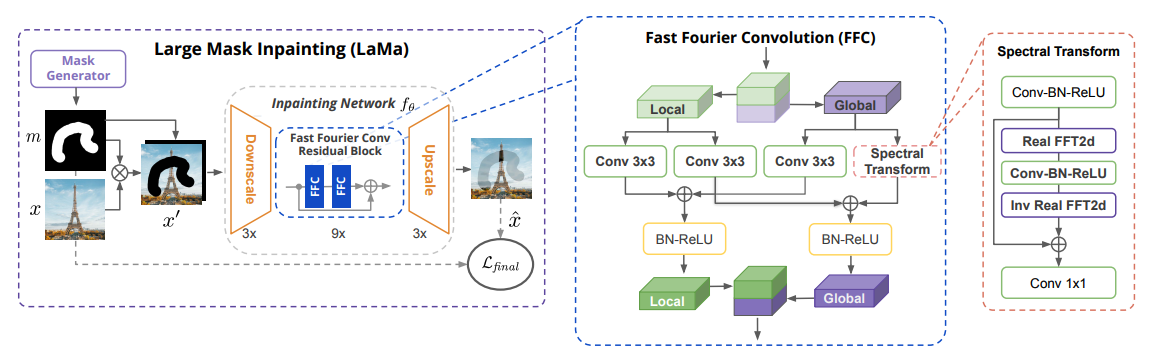 Large Mask Inpainting (LaMa)
Mask
Generator
m
x
x′
Inpainting Network fθ
Downscale
Fast Fourier Conv
Residual Block
FFC
FFC
Upscale
3x
9x
3x
x̂
ℒfinal
Fast Fourier Convolution (FFC)
Local
Global
Conv 3x3
Conv 3x3
Conv 3x3
Spectral
Transform
BN-ReLU
BN-ReLU
Local
Global
Spectral Transform
Conv-BN-ReLU
Real FFT2d
Conv-BN-ReLU
Inv Real FFT2d
Conv 1x1